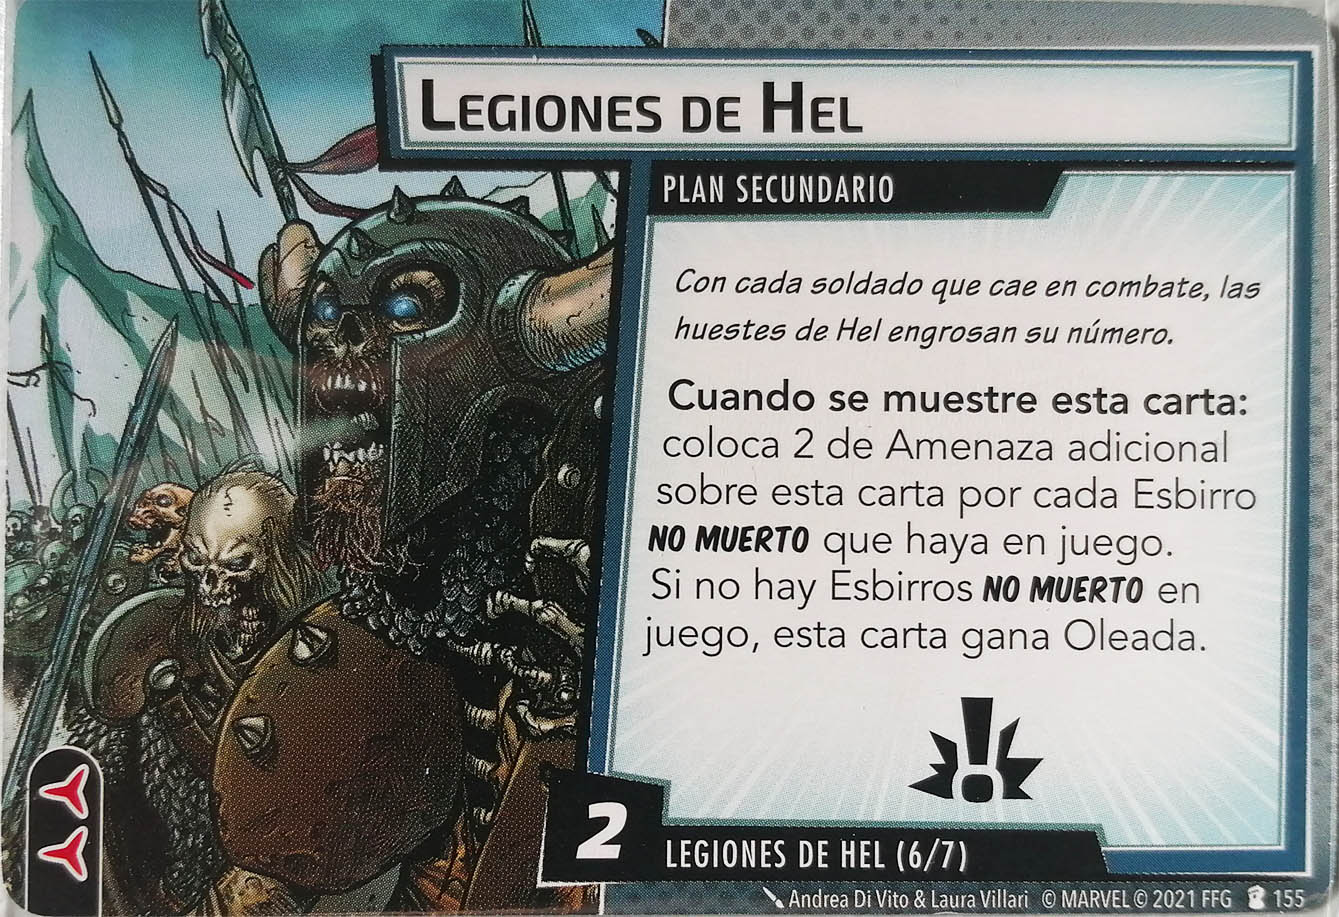 LEGIONES DE HEL
PLAN SECUNDARIO
Con cada soldado que cae en combate, las
huestes de Hel engrosan su número.
Cuando se muestre esta carta:
coloca 2 de Amenaza adicional
sobre esta carta por cada Esbirro
NO MUERTO que haya en juego.
Si no hay Esbirros NO MUERTO en
juego, esta carta gana Oleada.
2
LEGIONES DE HEL (6/7)
Andrea Di Vito & Laura Villari © MARVEL © 2021 FFG 155